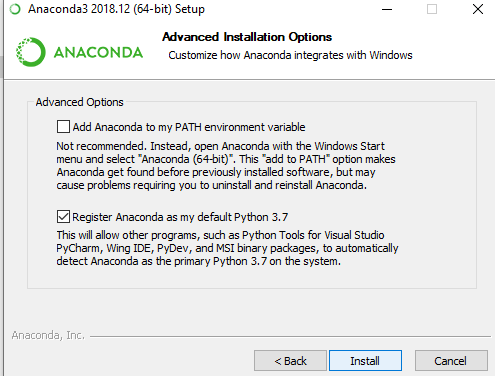 Anaconda3 2018.12 (64-bit) Setup
ANACONDA
Advanced Installation Options
Customize how Anaconda integrates with Windows
Advanced Options
Add Anaconda to my PATH environment variable
Not recommended. Instead, open Anaconda with the Windows Start
menu and select "Anaconda (64-bit)". This "add to PATH" option makes
Anaconda get found before previously installed software, but may
cause problems requiring you to uninstall and reinstall Anaconda.
Register Anaconda as my default Python 3.7
This will allow other programs, such as Python Tools for Visual Studio
PyCharm, Wing IDE, PyDev, and MSI binary packages, to automatically
detect Anaconda as the primary Python 3.7 on the system.
Anaconda, Inc.
< Back
Install
Cancel